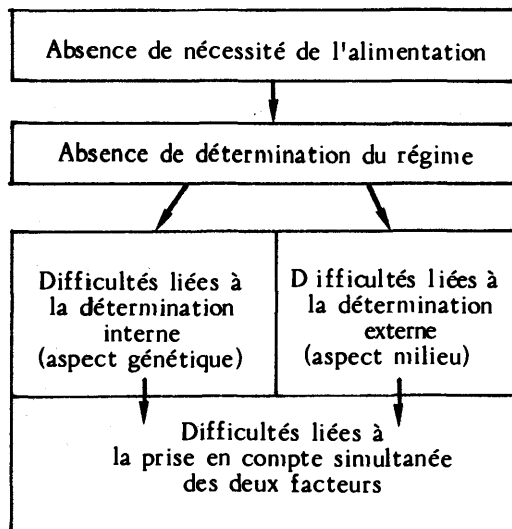 Absence de nécessité de l'alimentation
Absence de détermination du régime
Difficultés liées à
la détermination
interne
(aspect génétique)
D ifficultés liées à
la détermination
externe
(aspect milieu)
Difficultés liées à
la prise en compte simultanée
des deux facteurs